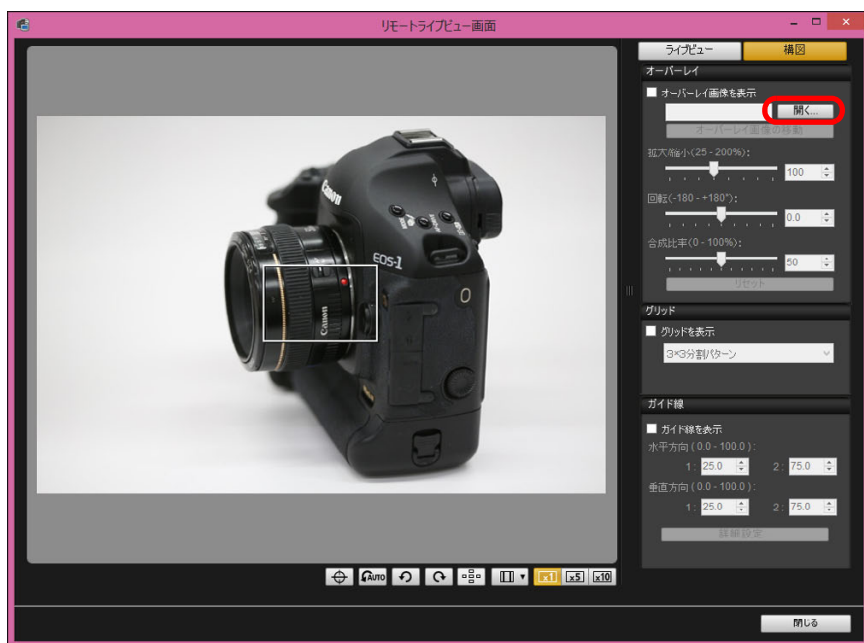 リモートライブビュー画面
ライブビュー 構図
オーバーレイ
オーバーレイ画像を表示
開く...
オーバーレイ画像の移動
拡大/縮小(25 - 200%):
100
回転(-180 - +180°):
0.0
合成比率(0 - 100%):
50
リセット
グリッド
グリッドを表示
3×3分割パターン
ガイド線
ガイド線を表示
水平方向 ( 0.0 - 100.0 ) :
1: 25.0 2: 75.0
垂直方向 ( 0.0 - 100.0 ) :
1: 25.0 2: 75.0
詳細設定
Canon
EOS-1
Canon
AUTO x1 x5 x10
閉じる